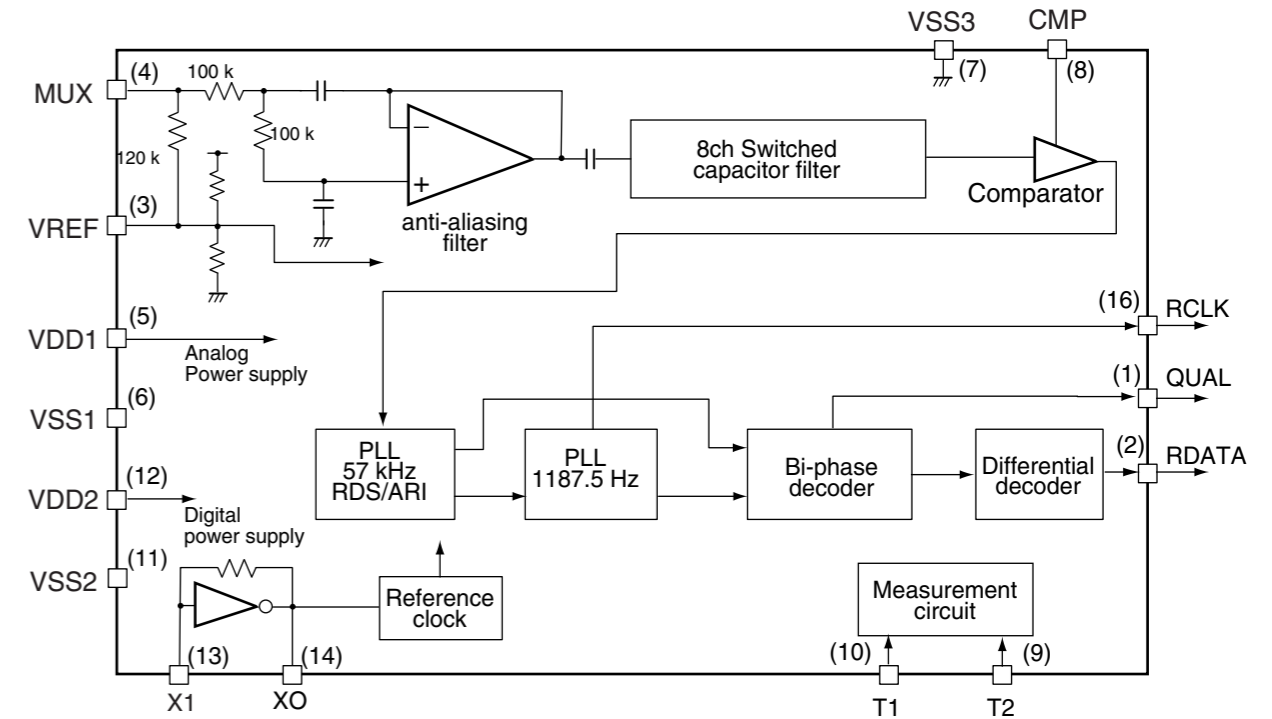 VSS3
CMP
(7)
(8)
(4)
100 k
MUX
100 k
120 k
−
+
anti-aliasing
filter
8ch Switched
capacitor filter
Comparator
(3)
VREF
(5)
VDD1
Analog
Power supply
(6)
VSS1
(12)
VDD2
Digital
power supply
(11)
VSS2
(16)
RCLK
(1)
QUAL
(2)
RDATA
PLL
57 kHz
RDS/ARI
PLL
1187.5 Hz
Bi-phase
decoder
Differential
decoder
Reference
clock
Measurement
circuit
(13)
(14)
(10)
(9)
X1
XO
T1
T2